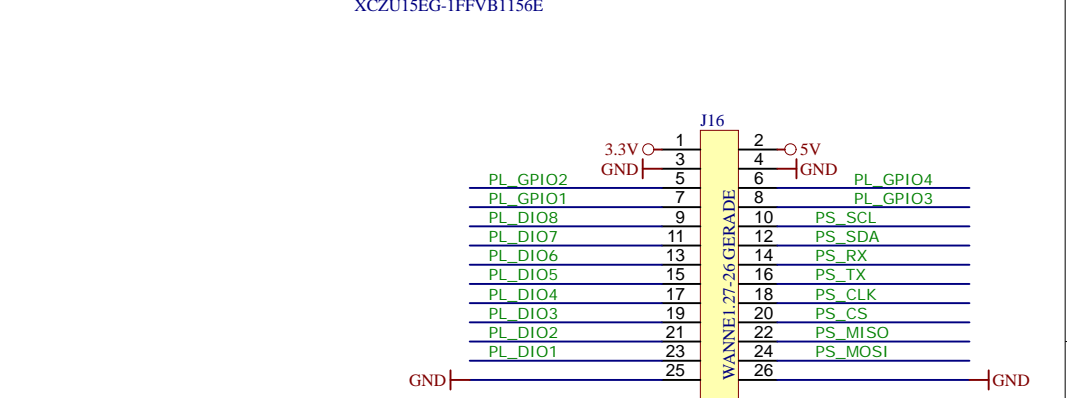 XCZU15EG-1FFVB1156E
J16
3.3V 1 2 5V
GND 3 4 GND
PL_GPIO2 5 6 PL_GPIO4
PL_GPIO1 7 8 PL_GPIO3
PL_DIO8 9 10 PS_SCL
PL_DIO7 11 12 PS_SDA
PL_DIO6 13 14 PS_RX
PL_DIO5 15 16 PS_TX
PL_DIO4 17 18 PS_CLK
PL_DIO3 19 20 PS_CS
PL_DIO2 21 22 PS_MISO
PL_DIO1 23 24 PS_MOSI
GND 25 26 GND
WANNE1.27-26 GERADE